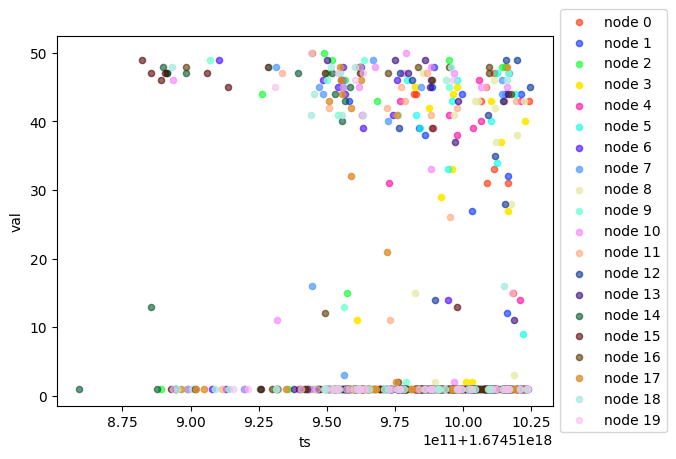 50
40
30
20
10
0
val
8.75
9.00
9.25
9.50
9.75
10.00
10.25
ts
1e11+1.67451e18
node 0
node 1
node 2
node 3
node 4
node 5
node 6
node 7
node 8
node 9
node 10
node 11
node 12
node 13
node 14
node 15
node 16
node 17
node 18
node 19